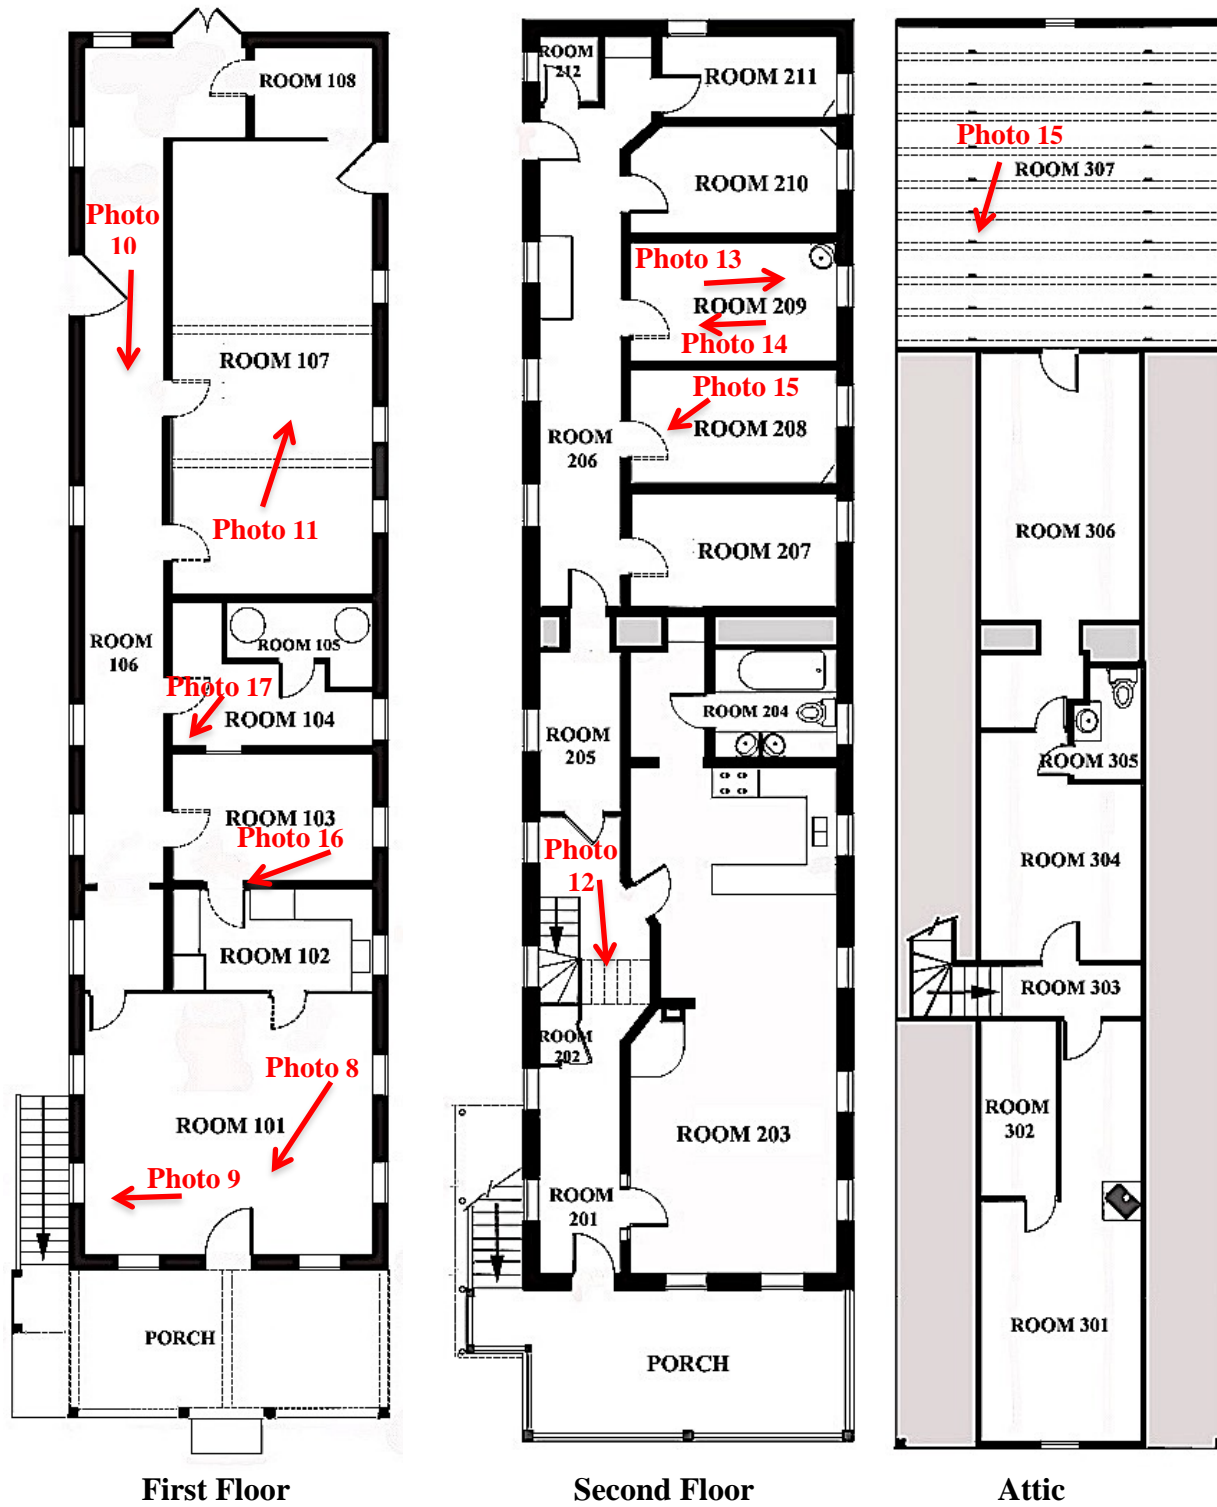 ROOM 108
Photo
10
ROOM 107
Photo 11
ROOM
106
ROOM 105
Photo 17
ROOM 104
ROOM 103
Photo 16
ROOM 102
Photo 8
ROOM 101
Photo 9
PORCH
First Floor
ROOM
212
ROOM 211
ROOM 210
Photo 13
ROOM 209
Photo 14
Photo 15
ROOM 208
ROOM
206
ROOM 207
ROOM 204
ROOM
205
Photo
12
ROOM
202
ROOM 203
ROOM
201
PORCH
Second Floor
Photo 15
ROOM 307
ROOM 306
ROOM 305
ROOM 304
ROOM 303
ROOM
302
ROOM 301
Attic